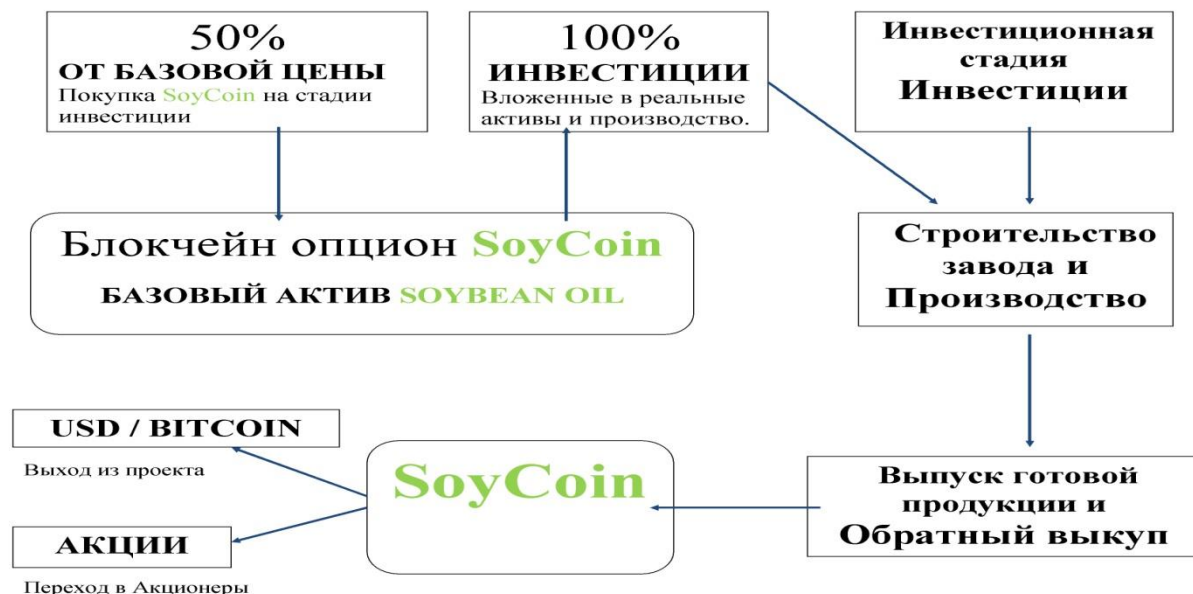 50%
ОТ БАЗОВОЙ ЦЕНЫ
Покупка SoyCoin на стадии
инвестиции
100%
ИНВЕСТИЦИИ
Вложенные в реальные
активы и производство.
Инвестиционная
стадия
Инвестиции
Блокчейн опцион SoyCoin
БАЗОВЫЙ АКТИВ SOYBEAN OIL
Строительство
завода и
Производство
USD / BITCOIN
Выход из проекта
АКЦИИ
Переход в Акционеры
SoyCoin
Выпуск готовой
продукции и
Обратный выкуп